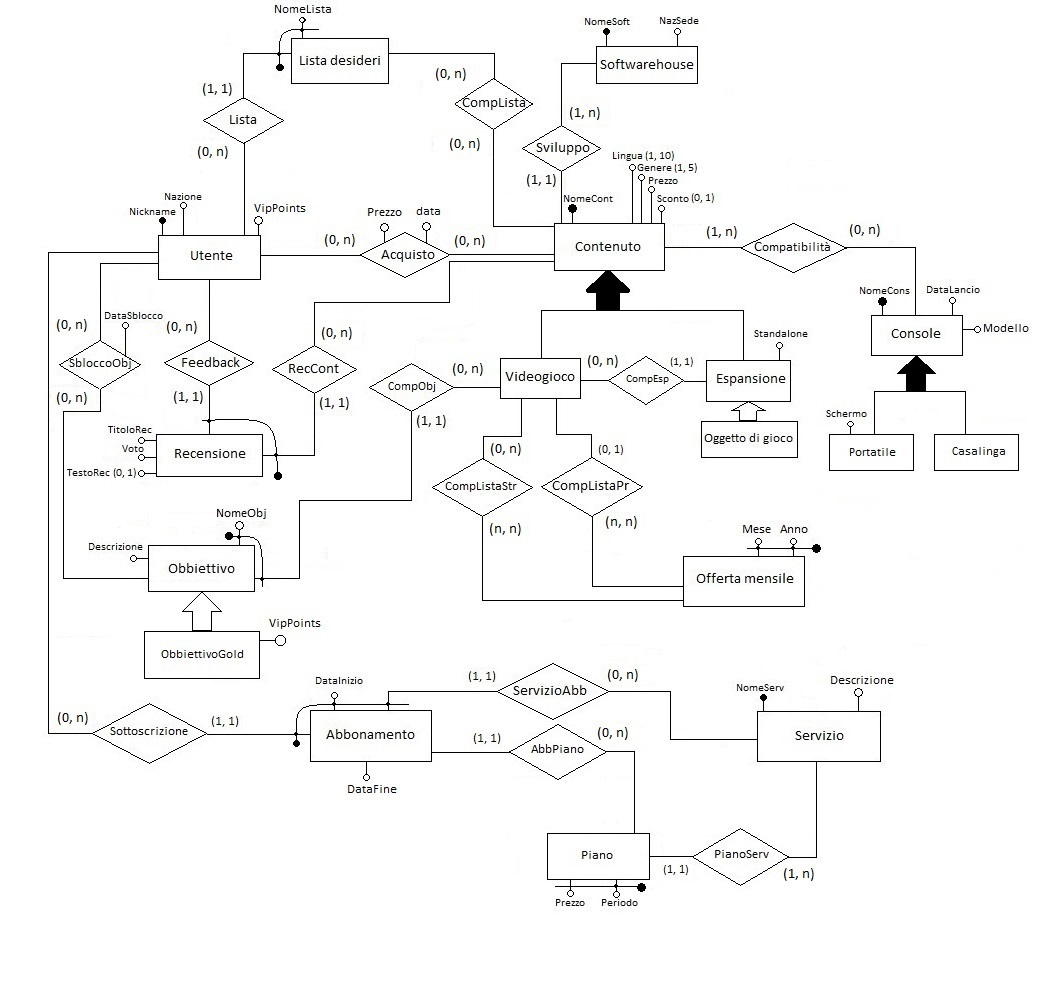 NomeLista
Lista desideri
(1, 1)
Lista
(0, n)
(0, n)
CompLista
(0, n)
NomeSoft
NazSede
Softwarehouse
(1, n)
Sviluppo
(1, 1)
Lingua (1, 10)
Genere (1, 5)
Prezzo
Sconto (0, 1)
NomeCont
Contenuto
Nazione
Nickname
VipPoints
Utente
(0, n)
Prezzo
data
Acquisto
(0, n)
(1, n)
Compatibilità
(0, n)
NomeCons
DataLancio
Console
Modello
Schermo
Portatile
Casalinga
(0, n)
DataSblocco
SbloccoObj
(0, n)
(0, n)
Feedback
(1, 1)
(0, n)
RecCont
(1, 1)
(0, n)
CompObj
(1, 1)
Videogioco
(0, n)
CompEsp
(1, 1)
Standalone
Espansione
Oggetto di gioco
TitoloRec
Voto
TestoRec (0, 1)
Recensione
(0, n)
CompListaStr
(n, n)
(0, 1)
CompListaPr
(n, n)
NomeObj
Descrizione
Obbiettivo
Mese
Anno
Offerta mensile
VipPoints
ObbiettivoGold
(0, n)
Sottoscrizione
(1, 1)
DataInizio
Abbonamento
DataFine
(1, 1)
ServizioAbb
(0, n)
(1, 1)
AbbPiano
(0, n)
NomeServ
Descrizione
Servizio
Piano
(1, 1)
PianoServ
(1, n)
Prezzo
Periodo